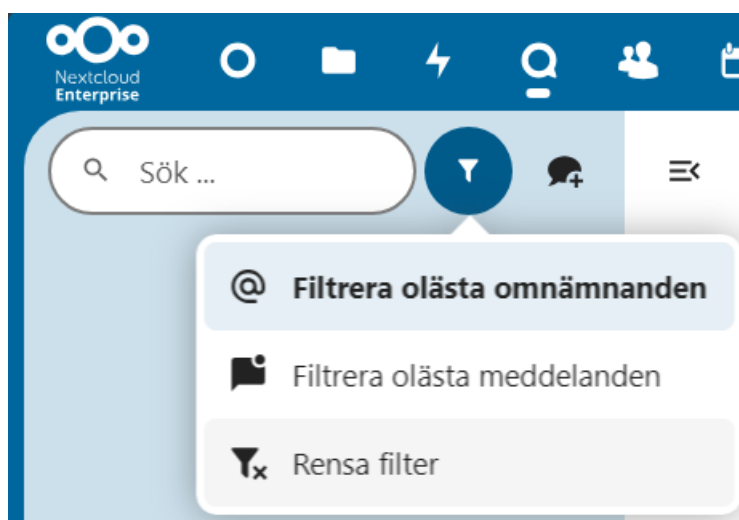 Nextcloud
Enterprise
Sök ...
Filtrera olästa omnämnanden
Filtrera olästa meddelanden
Rensa filter